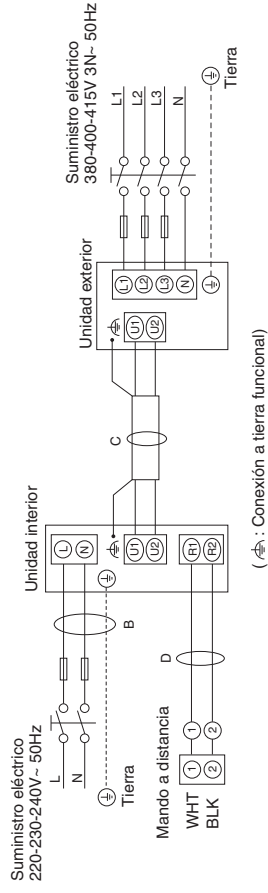 Suministro eléctrico
220-230-240V~ 50Hz
L
N
Tierra
B
Unidad interior
L
N
U1
U2
R1
R2
Mando a distancia
WHT
BLK
1
2
1
2
D
C
Unidad exterior
U1
U2
L1
L2
L3
N
Suministro eléctrico
380-400-415V 3N~ 50Hz
L1
L2
L3
N
Tierra
( : Conexión a tierra funcional)